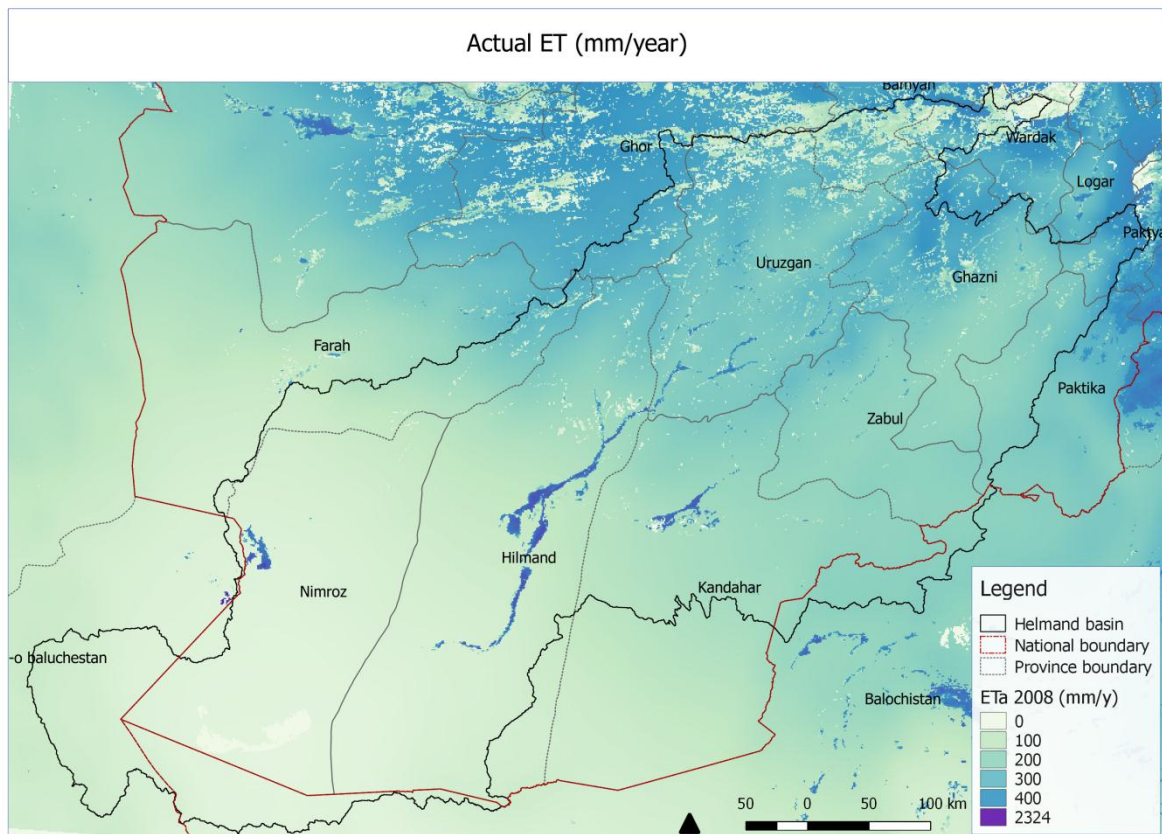 Actual ET (mm/year)
Bamyan
Ghor
Wardak
Logar
Paktya
Uruzgan
Ghazni
Farah
Paktika
Zabul
Hilmand
Nimroz
Kandahar
-o baluchestan
Balochistan
Legend
Helmand basin
National boundary
Province boundary
ETa 2008 (mm/y)
0
100
200
300
400
2324
50 0 50 100 km